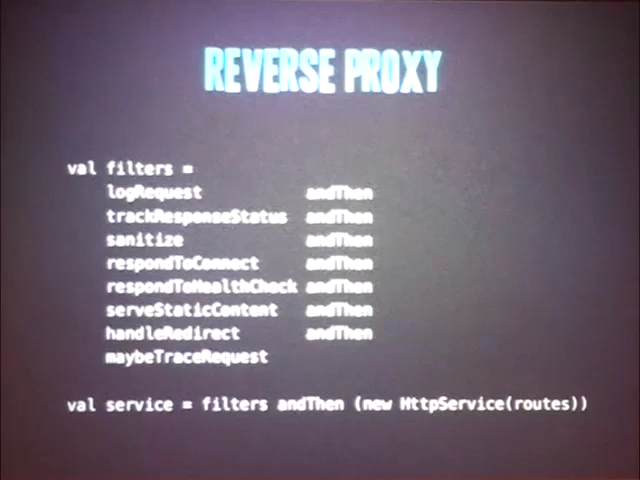 REVERSE PROXY
val filters =
logRequest andThen
trackResponseStatus andThen
sanitize andThen
respondToConnect andThen
respondToHealthCheck andThen
serveStaticContent andThen
handleRedirect andThen
maybeTraceRequest
val service = filters andThen (new HttpService(routes))